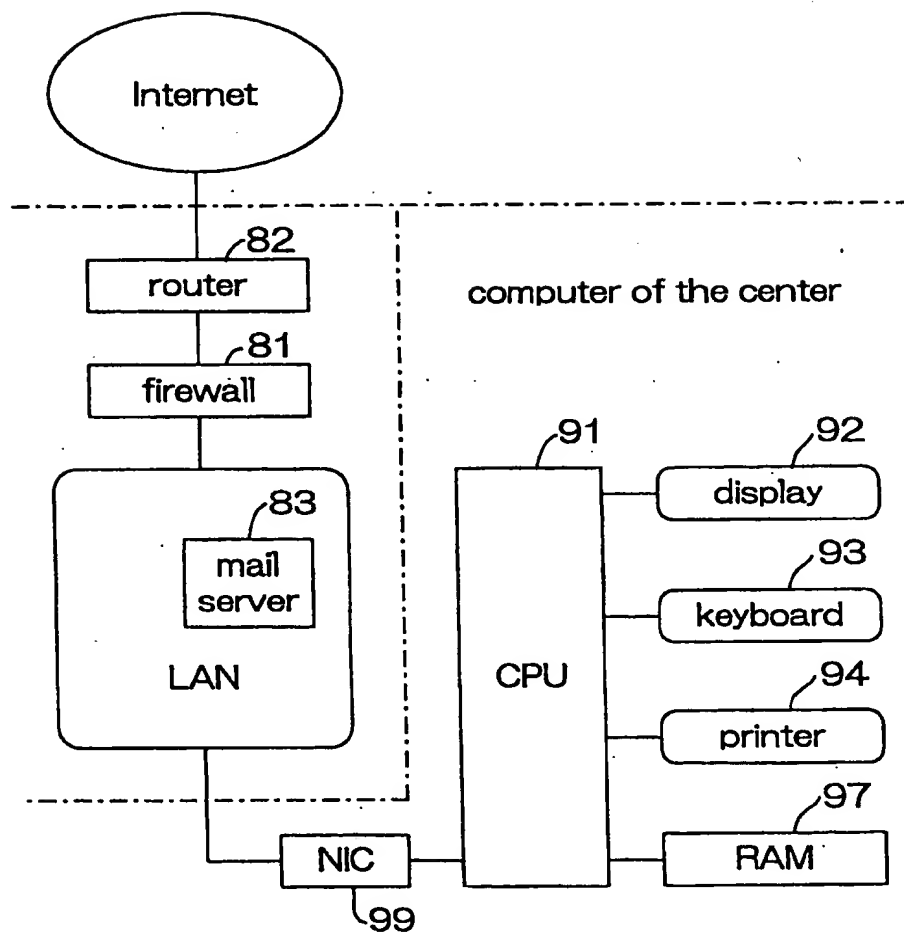 Internet
82
router
computer of the center
81
firewall
91
92
display
83
mail
server
93
keyboard
LAN
CPU
94
printer
97
NIC
RAM
99